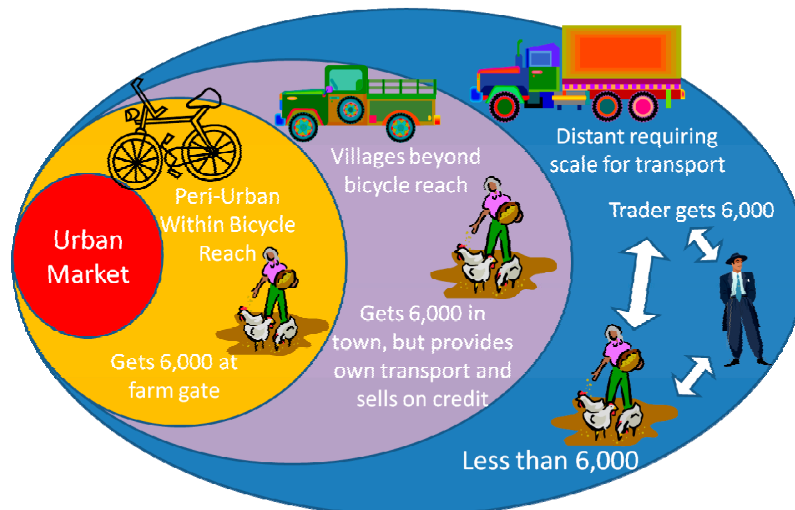 Urban
Market
Peri-Urban
Within Bicycle
Reach
Gets 6,000 at
farm gate
Villages beyond
bicycle reach
Gets 6,000 in
town, but provides
own transport and
sells on credit
Distant requiring
scale for transport
Trader gets 6,000
Less than 6,000